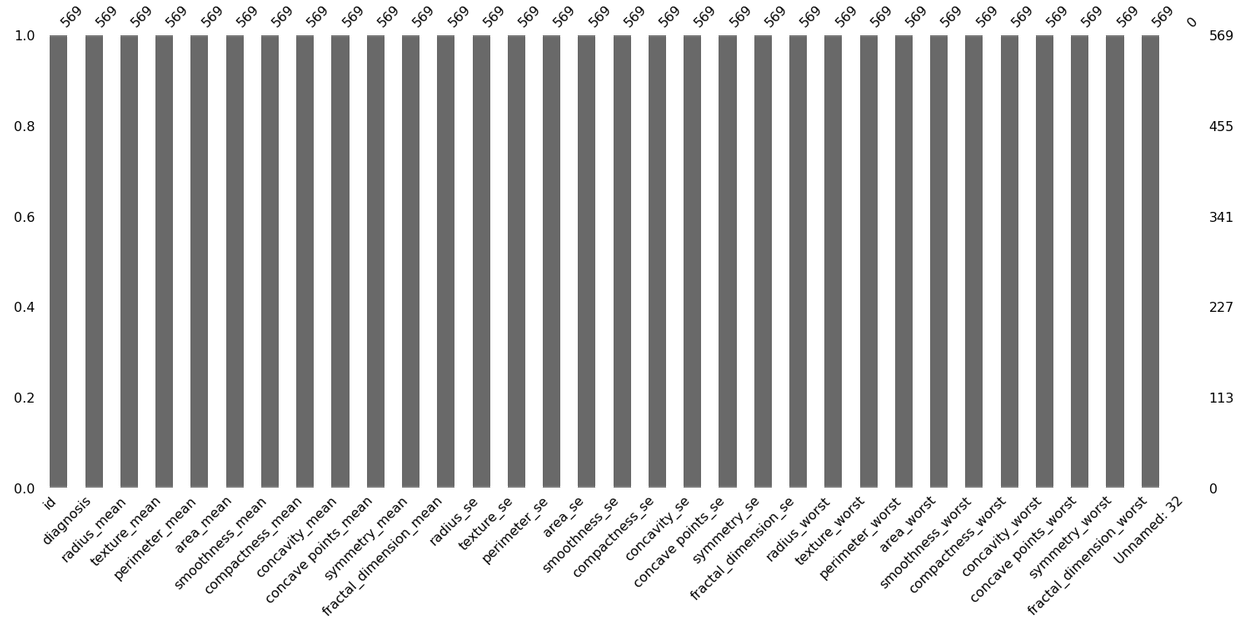 569 569 569 569 569 569 569 569 569 569 569 569 569 569 569 569 569 569 569 569 569 569 569 569 569 569 569 569 569 569 569 569 0
1.0 569
0.8 455
0.6 341
0.4 227
0.2 113
0.0 0
id
diagnosis
radius_mean
texture_mean
perimeter_mean
area_mean
smoothness_mean
compactness_mean
concavity_mean
concave points_mean
symmetry_mean
fractal_dimension_mean
radius_se
texture_se
perimeter_se
area_se
smoothness_se
compactness_se
concavity_se
concave points_se
symmetry_se
fractal_dimension_se
radius_worst
texture_worst
perimeter_worst
area_worst
smoothness_worst
compactness_worst
concavity_worst
concave points_worst
symmetry_worst
fractal_dimension_worst
Unnamed: 32